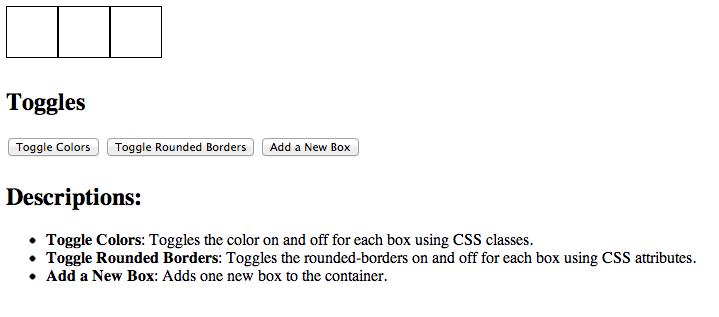 Toggles
Toggle Colors Toggle Rounded Borders Add a New Box
Descriptions:
Toggle Colors: Toggles the color on and off for each box using CSS classes.
Toggle Rounded Borders: Toggles the rounded-borders on and off for each box using CSS attributes.
Add a New Box: Adds one new box to the container.